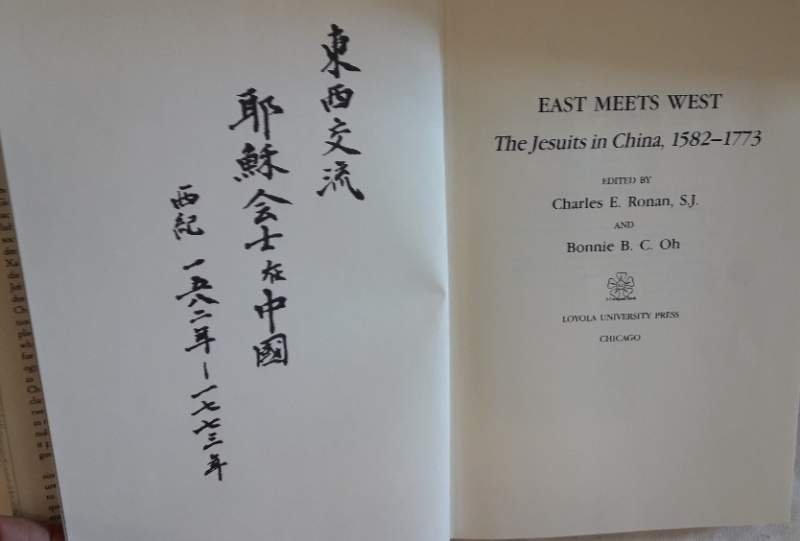 東西交流
耶穌会士在中國
西紀 一五八二年－一七七三年
EAST MEETS WEST
The Jesuits in China, 1582–1773
EDITED BY
Charles E. Ronan, S.J.
AND
Bonnie B. C. Oh
LOYOLA UNIVERSITY PRESS
CHICAGO